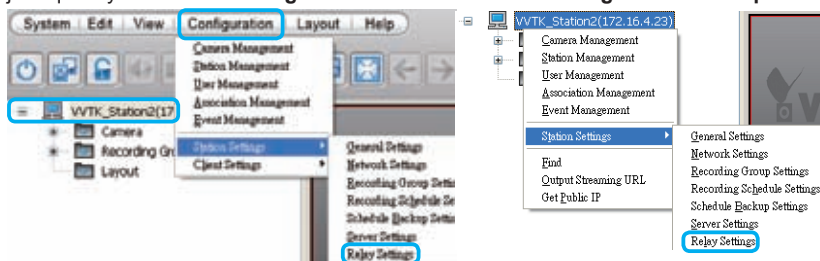 System Edit View Configuration Layout Help
VVTK_Station2(17
Camera
Recording Gr
Layout
Camera Management
Station Management
User Management
Association Management
Event Management
Station Settings
Client Settings
General Settings
Network Settings
Recording Group Settin
Recording Schedule Se
Schedule Backup Settin
Server Settings
Relay Settings
VVTK_Station2(172.16.4.23)
Camera Management
Station Management
User Management
Association Management
Event Management
Station Settings
Find
Output Streaming URL
Get Public IP
General Settings
Network Settings
Recording Group Settings
Recording Schedule Settings
Schedule Backup Settings
Server Settings
Relay Settings